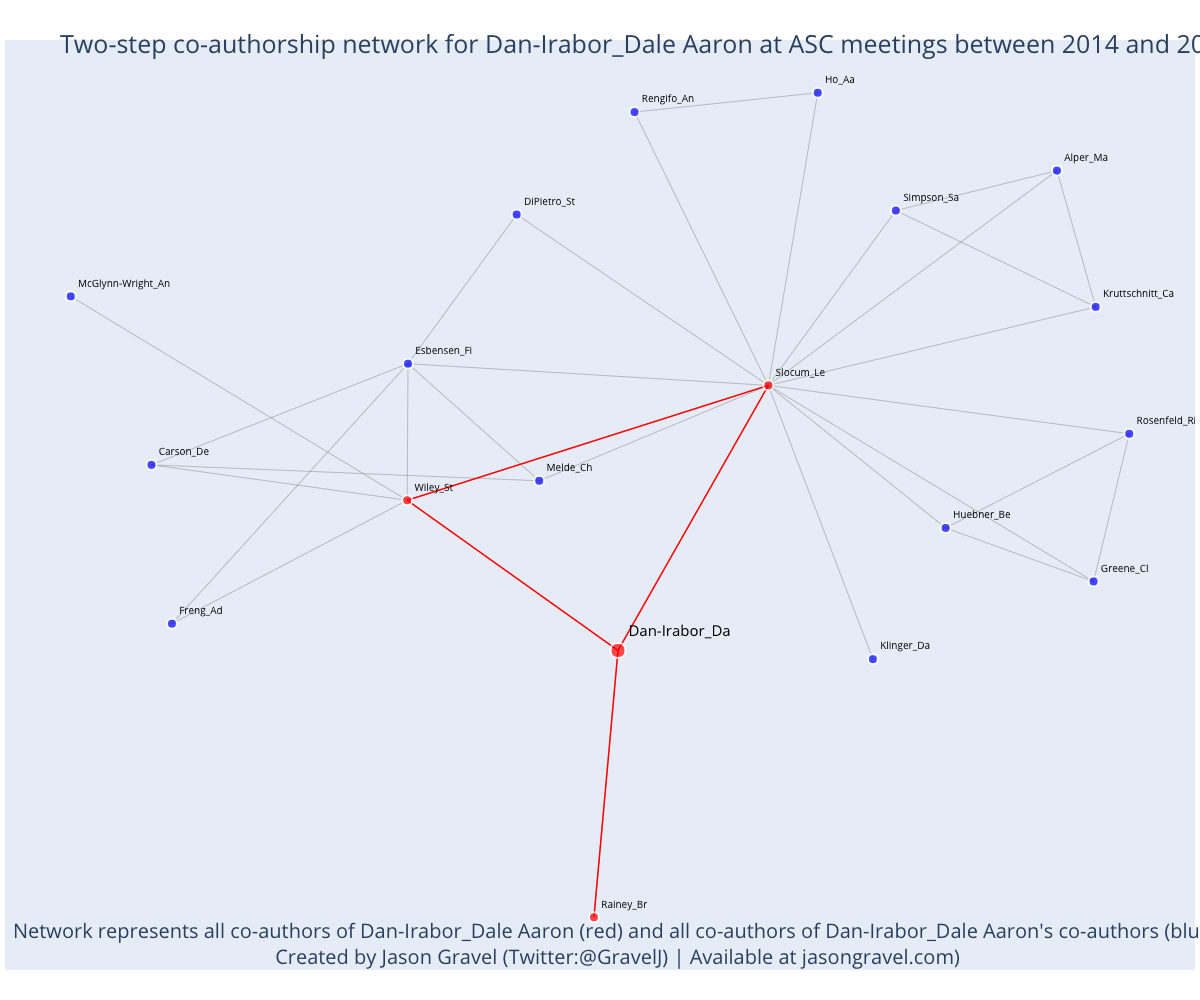 Two-step co-authorship network for Dan-Irabor_Dale Aaron at ASC meetings between 2014 and 20
Ho_Aa
Rengifo_An
Alper_Ma
Simpson_Sa
DiPietro_St
McGlynn-Wright_An
Kruttschnitt_Ca
Esbensen_Fi
Slocum_Le
Rosenfeld_Ri
Carson_De
Melde_Ch
Wiley_St
Huebner_Be
Greene_Cl
Freng_Ad
Dan-Irabor_Da
Klinger_Da
Rainey_Br
Network represents all co-authors of Dan-Irabor_Dale Aaron (red) and all co-authors of Dan-Irabor_Dale Aaron's co-authors (blu
Created by Jason Gravel (Twitter:@GravelJ) | Available at jasongravel.com)